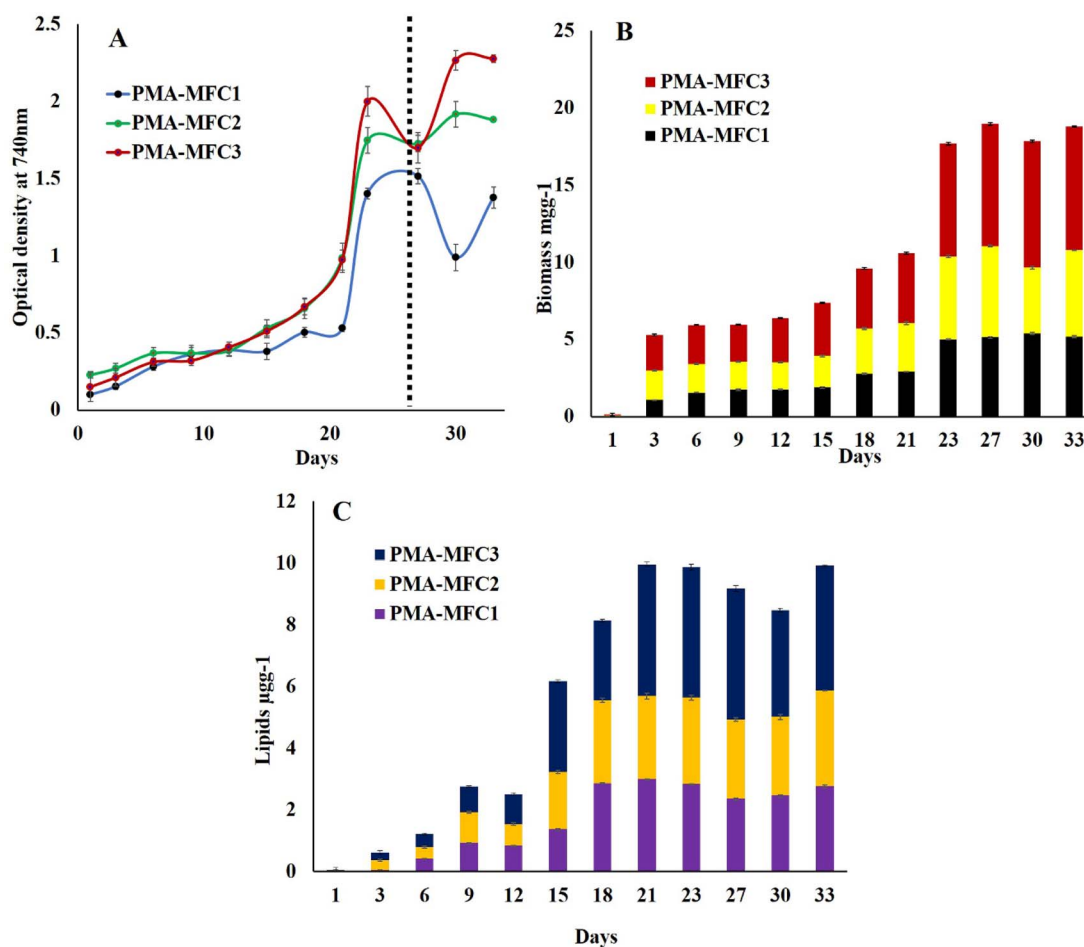 A
2.5
2
1.5
1
0.5
0
Optical density at 740nm
PMA-MFC1
PMA-MFC2
PMA-MFC3
0 10 20 30
Days
B
25
20
15
10
5
0
Biomass mgg-1
PMA-MFC3
PMA-MFC2
PMA-MFC1
1 3 6 9 12 15 18 21 23 27 30 33
Days
C
12
10
8
6
4
2
0
Lipids µgg-1
PMA-MFC3
PMA-MFC2
PMA-MFC1
1 3 6 9 12 15 18 21 23 27 30 33
Days